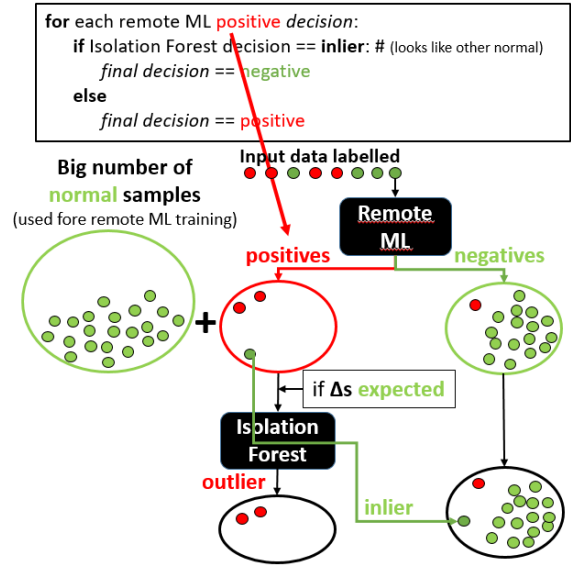 for each remote ML positive decision:
if Isolation Forest decision == inlier: # (looks like other normal)
final decision == negative
else
final decision == positive
Big number of
normal samples
(used fore remote ML training)
Input data labelled
Remote
ML
positives
negatives
+
if Δs expected
Isolation
Forest
outlier
inlier